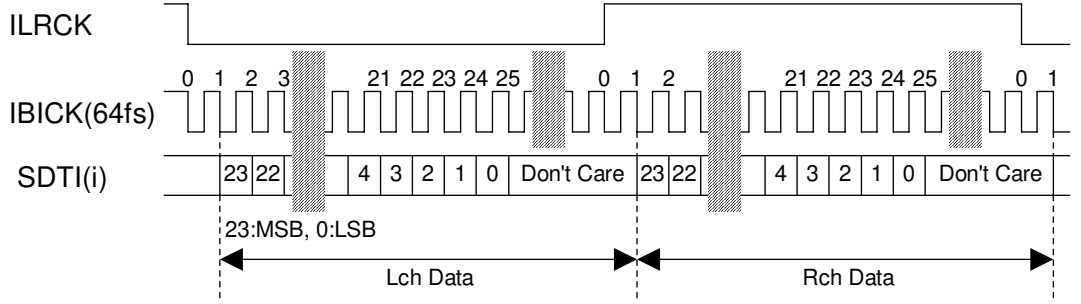 ILRCK
0 1 2 3 21 22 23 24 25 0 1 2 21 22 23 24 25 0 1
IBICK(64fs)
SDTI(i) 23 22 4 3 2 1 0 Don't Care 23 22 4 3 2 1 0 Don't Care
23:MSB, 0:LSB
Lch Data Rch Data